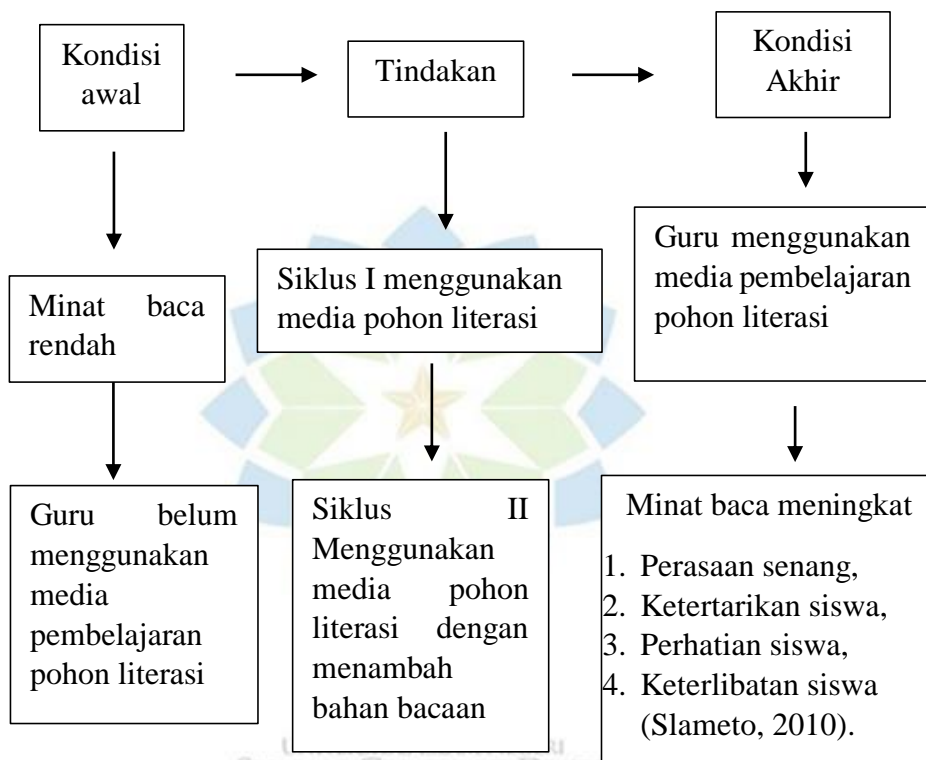 Kondisi
awal
Tindakan
Kondisi
Akhir
Minat baca
rendah
Siklus I menggunakan
media pohon literasi
Guru menggunakan
media pembelajaran
pohon literasi
Guru belum
menggunakan
media
pembelajaran
pohon literasi
Siklus II
Menggunakan
media pohon
literasi dengan
menambah
bahan bacaan
Minat baca meningkat
1. Perasaan senang,
2. Ketertarikan siswa,
3. Perhatian siswa,
4. Keterlibatan siswa
(Slameto, 2010).